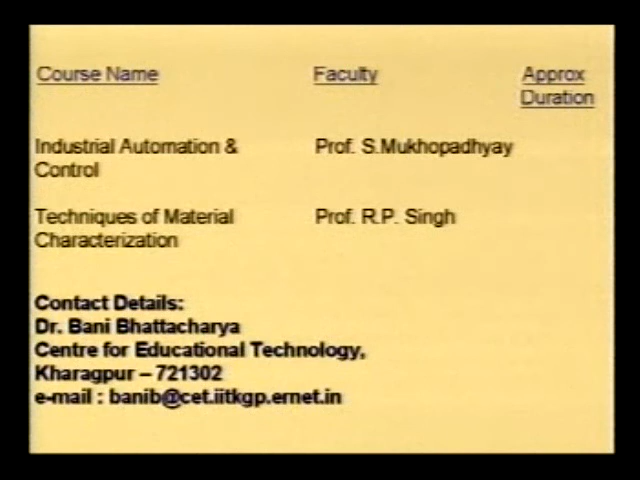 Course Name Faculty Approx
Duration
Industrial Automation & Prof. S.Mukhopadhyay
Control
Techniques of Material Prof. R.P. Singh
Characterization
Contact Details:
Dr. Bani Bhattacharya
Centre for Educational Technology,
Kharagpur – 721302
e-mail : banib@cet.iitkgp.ernet.in